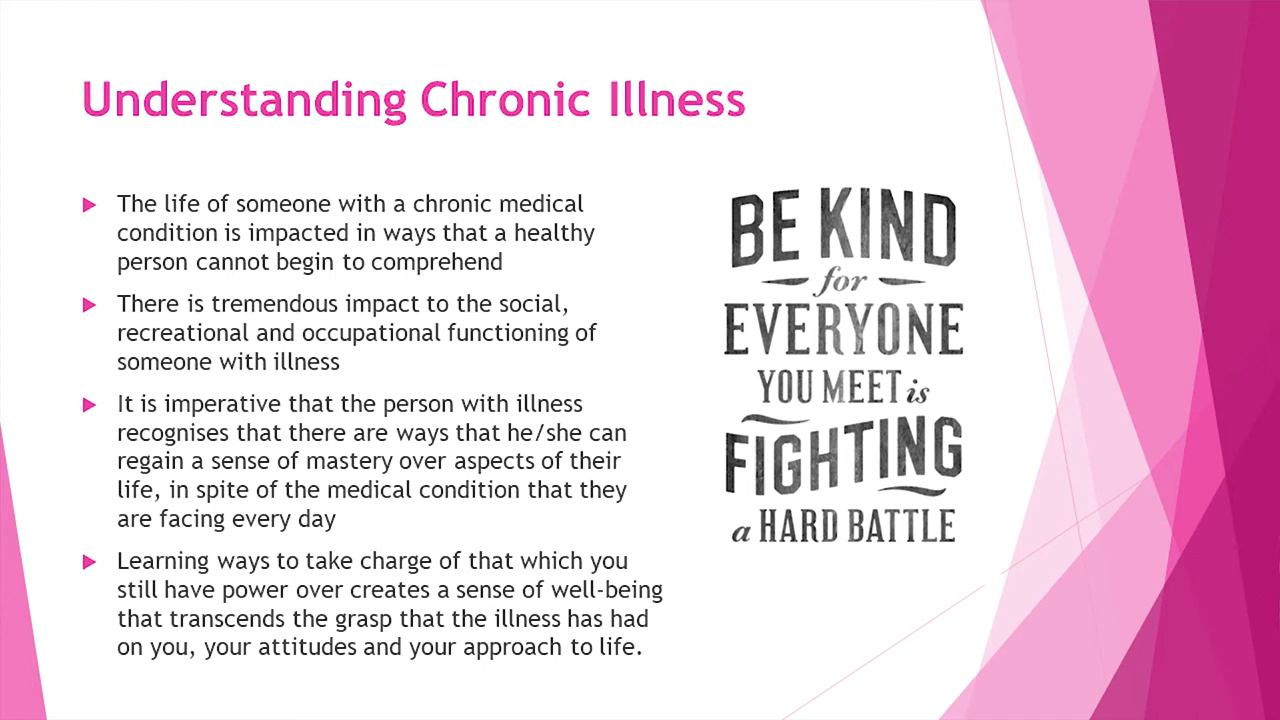 Understanding Chronic Illness
The life of someone with a chronic medical
condition is impacted in ways that a healthy
person cannot begin to comprehend
There is tremendous impact to the social,
recreational and occupational functioning of
someone with illness
It is imperative that the person with illness
recognises that there are ways that he/she can
regain a sense of mastery over aspects of their
life, in spite of the medical condition that they
are facing every day
Learning ways to take charge of that which you
still have power over creates a sense of well-being
that transcends the grasp that the illness has had
on you, your attitudes and your approach to life.
BE KIND
for
EVERYONE
YOU MEET is
FIGHTING
a HARD BATTLE